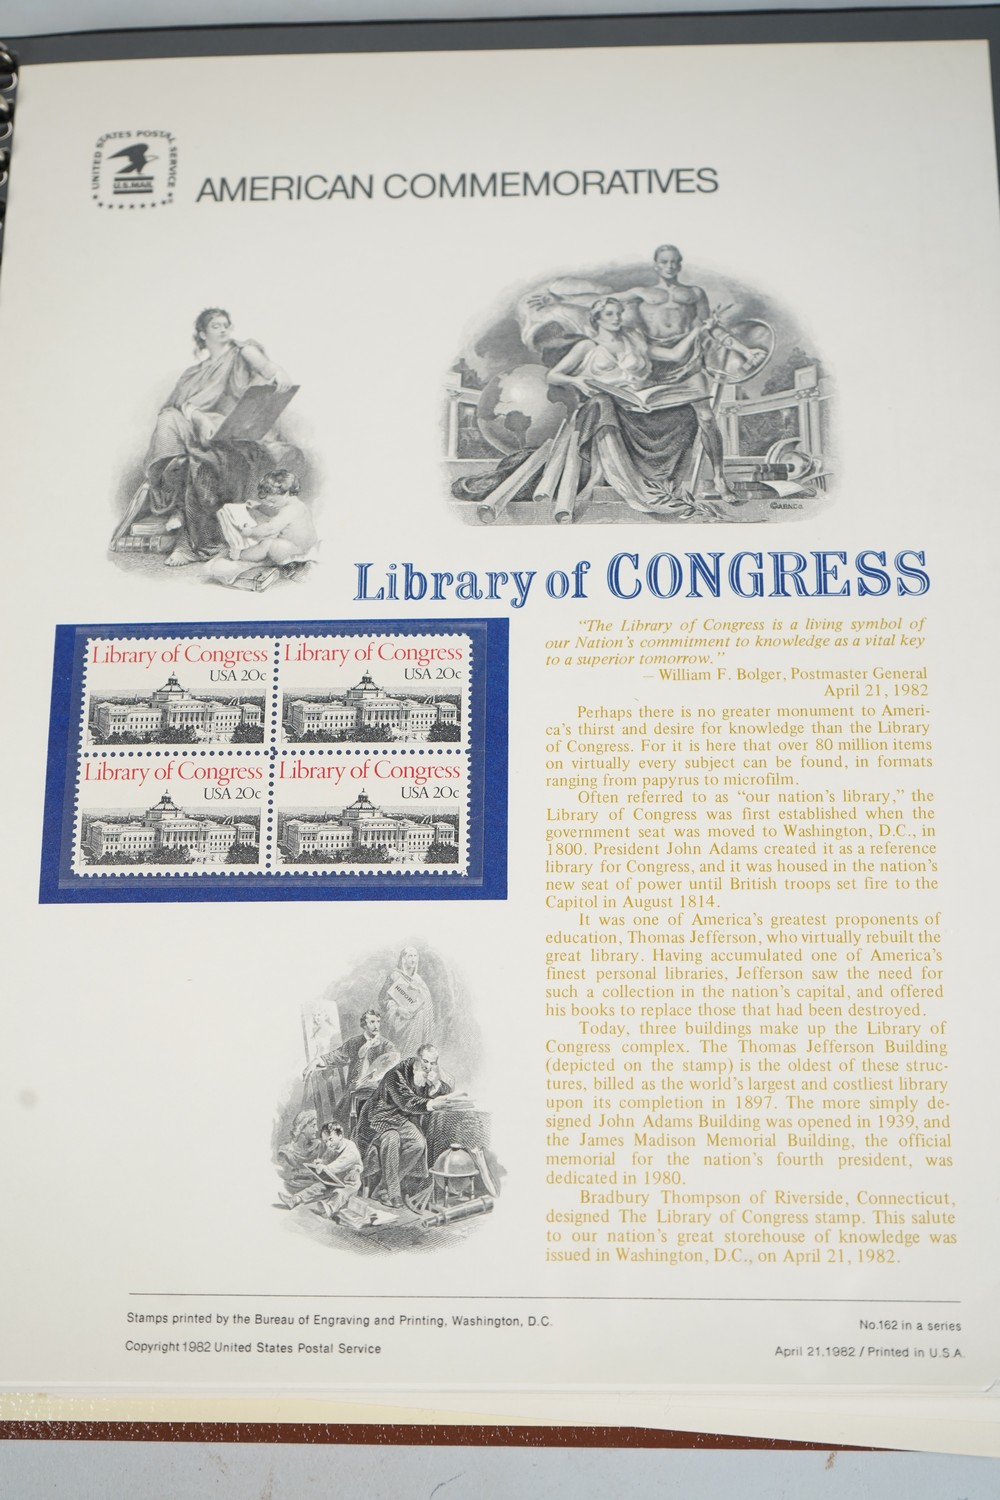 UNITED STATES POSTAL SERVICE
U.S. MAIL
AMERICAN COMMEMORATIVES
©ABNCO.
Library of CONGRESS
Library of Congress
USA 20c
Library of Congress
USA 20c
Library of Congress
USA 20c
Library of Congress
USA 20c
HISTORY
"The Library of Congress is a living symbol of
our Nation's commitment to knowledge as a vital key
to a superior tomorrow."
— William F. Bolger, Postmaster General
April 21, 1982
Perhaps there is no greater monument to Ameri-
ca's thirst and desire for knowledge than the Library
of Congress. For it is here that over 80 million items
on virtually every subject can be found, in formats
ranging from papyrus to microfilm.
Often referred to as "our nation's library," the
Library of Congress was first established when the
government seat was moved to Washington, D.C., in
1800. President John Adams created it as a reference
library for Congress, and it was housed in the nation's
new seat of power until British troops set fire to the
Capitol in August 1814.
It was one of America's greatest proponents of
education, Thomas Jefferson, who virtually rebuilt the
great library. Having accumulated one of America's
finest personal libraries, Jefferson saw the need for
such a collection in the nation's capital, and offered
his books to replace those that had been destroyed.
Today, three buildings make up the Library of
Congress complex. The Thomas Jefferson Building
(depicted on the stamp) is the oldest of these struc-
tures, billed as the world's largest and costliest library
upon its completion in 1897. The more simply de-
signed John Adams Building was opened in 1939, and
the James Madison Memorial Building, the official
memorial for the nation's fourth president, was
dedicated in 1980.
Bradbury Thompson of Riverside, Connecticut,
designed The Library of Congress stamp. This salute
to our nation's great storehouse of knowledge was
issued in Washington, D.C., on April 21, 1982.
Stamps printed by the Bureau of Engraving and Printing, Washington, D.C.
Copyright 1982 United States Postal Service
No.162 in a series
April 21,1982 / Printed in U.S.A.